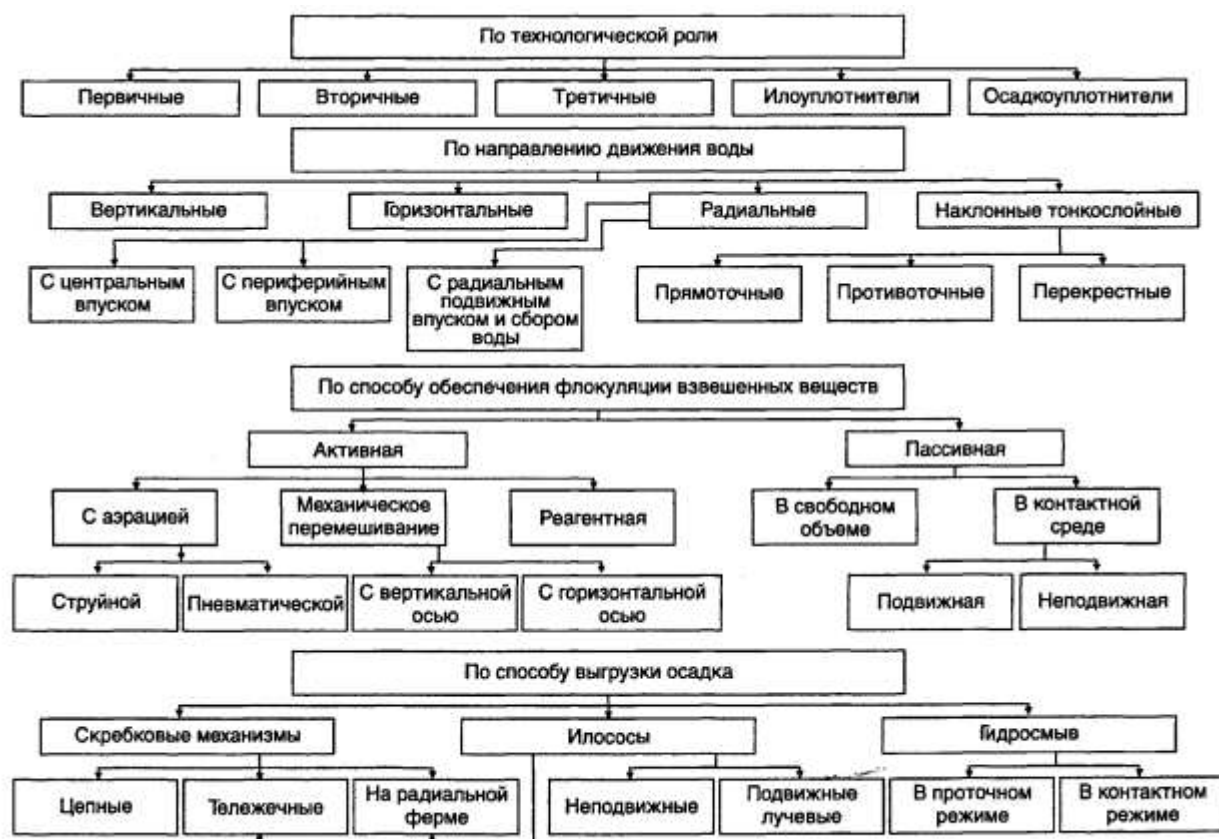 По технологической роли
Первичные
Вторичные
Третичные
Илоуплотнители
Осадкоуплотнители
По направлению движения воды
Вертикальные
Горизонтальные
Радиальные
Наклонные тонкослойные
С центральным
впуском
С периферийным
впуском
С радиальным
подвижным
впуском и сбором
воды
Прямоточные
Противоточные
Перекрестные
По способу обеспечения флокуляции взвешенных веществ
Активная
Пассивная
С аэрацией
Механическое
перемешивание
Реагентная
В свободном
объеме
В контактной
среде
Струйной
Пневматической
С вертикальной
осью
С горизонтальной
осью
Подвижная
Неподвижная
По способу выгрузки осадка
Скребковые механизмы
Илососы
Гидросмыв
Цепные
Тележечные
На радиальной
ферме
Неподвижные
Подвижные
лучевые
В проточном
режиме
В контактном
режиме